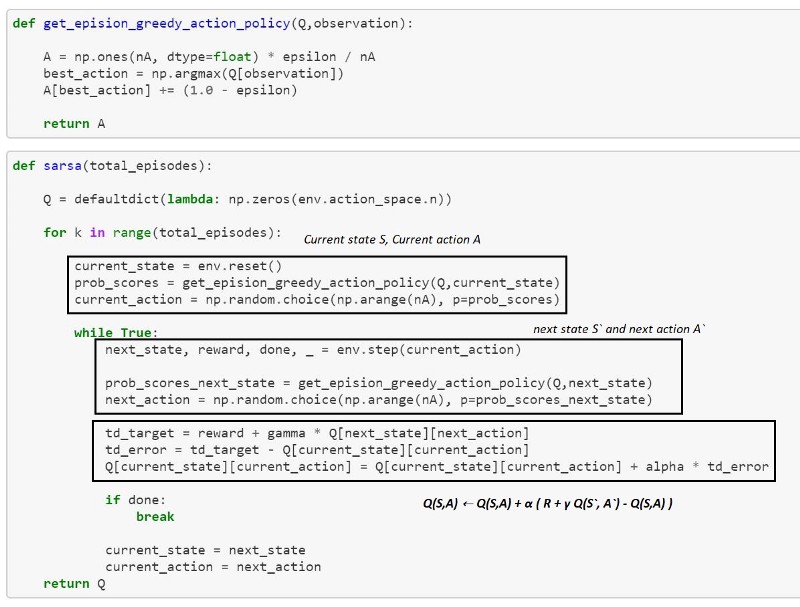 def get_epision_greedy_action_policy(Q,observation):
A = np.ones(nA, dtype=float) * epsilon / nA
best_action = np.argmax(Q[observation])
A[best_action] += (1.0 - epsilon)
return A
def sarsa(total_episodes):
Q = defaultdict(lambda: np.zeros(env.action_space.n))
for k in range(total_episodes):
Current state S, Current action A
current_state = env.reset()
prob_scores = get_epision_greedy_action_policy(Q,current_state)
current_action = np.random.choice(np.arange(nA), p=prob_scores)
while True:
next state S` and next action A`
next_state, reward, done, _ = env.step(current_action)
prob_scores_next_state = get_epision_greedy_action_policy(Q,next_state)
next_action = np.random.choice(np.arange(nA), p=prob_scores_next_state)
td_target = reward + gamma * Q[next_state][next_action]
td_error = td_target - Q[current_state][current_action]
Q[current_state][current_action] = Q[current_state][current_action] + alpha * td_error
if done:
Q(S,A) ← Q(S,A) + α ( R + γ Q(S`, A`) - Q(S,A) )
break
current_state = next_state
current_action = next_action
return Q